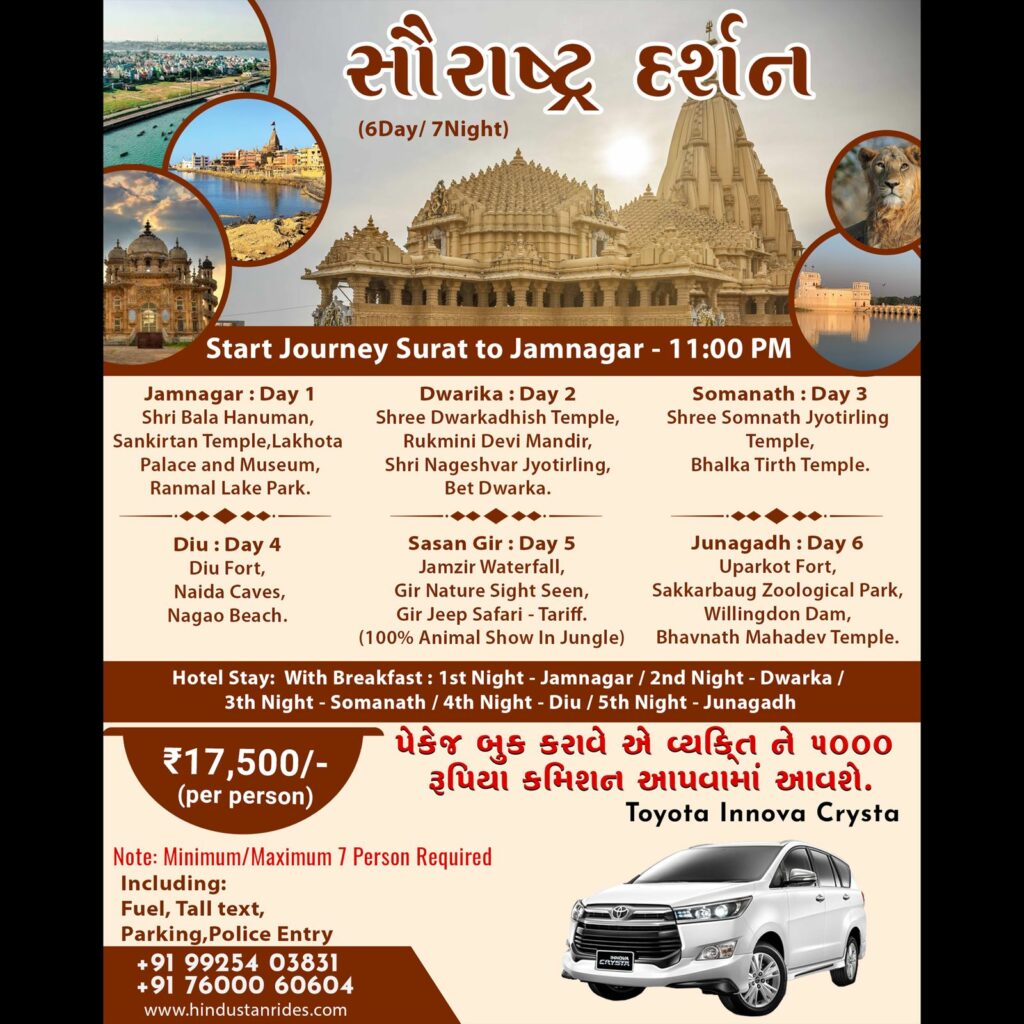 સૌરાષ્ટ્ર દર્શન
(6Day/ 7Night)
Start Journey Surat to Jamnagar - 11:00 PM
Jamnagar : Day 1
Shri Bala Hanuman,
Sankirtan Temple,Lakhota
Palace and Museum,
Ranmal Lake Park.
Dwarika : Day 2
Shree Dwarkadhish Temple,
Rukmini Devi Mandir,
Shri Nageshvar Jyotirling,
Bet Dwarka.
Somanath : Day 3
Shree Somnath Jyotirling
Temple,
Bhalka Tirth Temple.
Diu : Day 4
Diu Fort,
Naida Caves,
Nagao Beach.
Sasan Gir : Day 5
Jamzir Waterfall,
Gir Nature Sight Seen,
Gir Jeep Safari - Tariff.
(100% Animal Show In Jungle)
Junagadh : Day 6
Uparkot Fort,
Sakkarbaug Zoological Park,
Willingdon Dam,
Bhavnath Mahadev Temple.
Hotel Stay: With Breakfast : 1st Night - Jamnagar / 2nd Night - Dwarka /
3th Night - Somanath / 4th Night - Diu / 5th Night - Junagadh
₹17,500/-
(per person)
પેકેજ બુક કરાવે એ વ્યકિ્ત ને ૫૦૦૦
રૂપિયા કમિશન આપવામાં આવશે.
Toyota Innova Crysta
Note: Minimum/Maximum 7 Person Required
Including:
Fuel, Tall text,
Parking,Police Entry
INNOVA
CRYSTA
+91 99254 03831
+91 76000 60604
www.hindustanrides.com